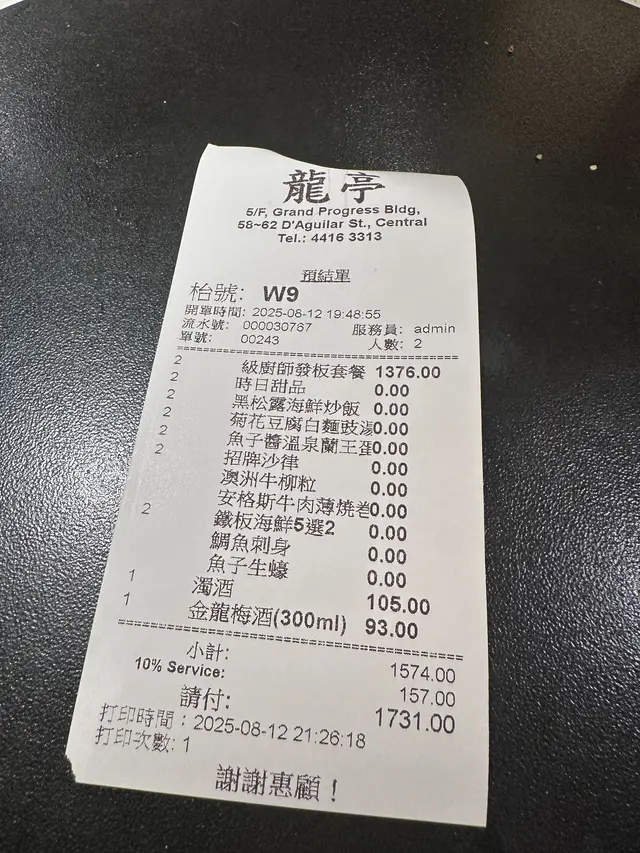 龍亭
5/F, Grand Progress Bldg,
58~62 D'Aguilar St., Central
Tel.: 4416 3313
預結單
枱號: W9
開單時間: 2025-08-12 19:48:55
流水號: 000030767 服務員: admin
單號: 00243 人數: 2
2 級廚師發板套餐 1376.00
2 時日甜品 0.00
2 黑松露海鮮炒飯 0.00
2 菊花豆腐白麵豉湯 0.00
2 魚子醬溫泉蘭王蛋 0.00
招牌沙律 0.00
澳洲牛柳粒 0.00
安格斯牛肉薄燒卷 0.00
2 鐵板海鮮5選2 0.00
鯛魚刺身 0.00
魚子生蠔 0.00
1 濁酒 105.00
1 金龍梅酒(300ml) 93.00
小計: 1574.00
10% Service: 157.00
請付: 1731.00
打印時間: 2025-08-12 21:26:18
打印次數: 1
謝謝惠顧！